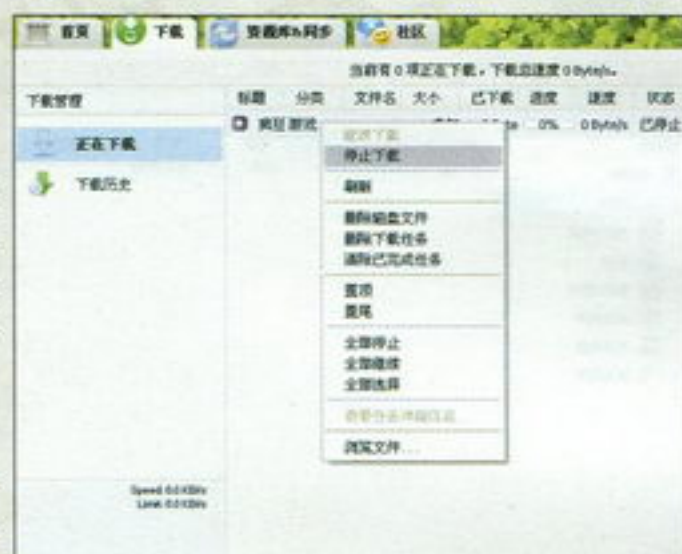 首页 下载 资源库&同步 社区
当前有 0 项正在下载，下载总速度 0 Byte/s。
下载管理
标题 分类 文件名 大小 已下载 进度 速度 状态
正在下载
疯狂 游戏 0% 0 Byte/s 已停止
下载历史
继续下载
停止下载
刷新
删除磁盘文件
删除下载任务
清除已完成任务
置顶
置尾
全部停止
全部继续
全部选择
浏览文件...
Speed: 0.0 KB/s
Limit: 0.0 KB/s